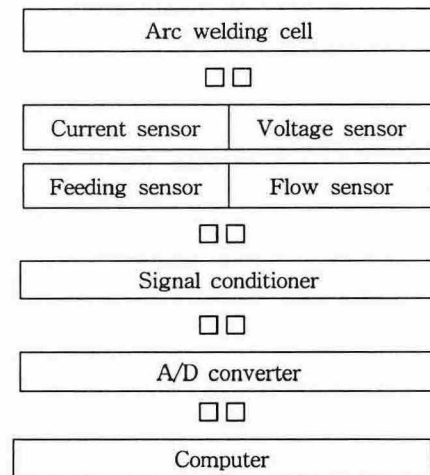 Arc welding cell
□□
Current sensor Voltage sensor
Feeding sensor Flow sensor
□□
Signal conditioner
□□
A/D converter
□□
Computer